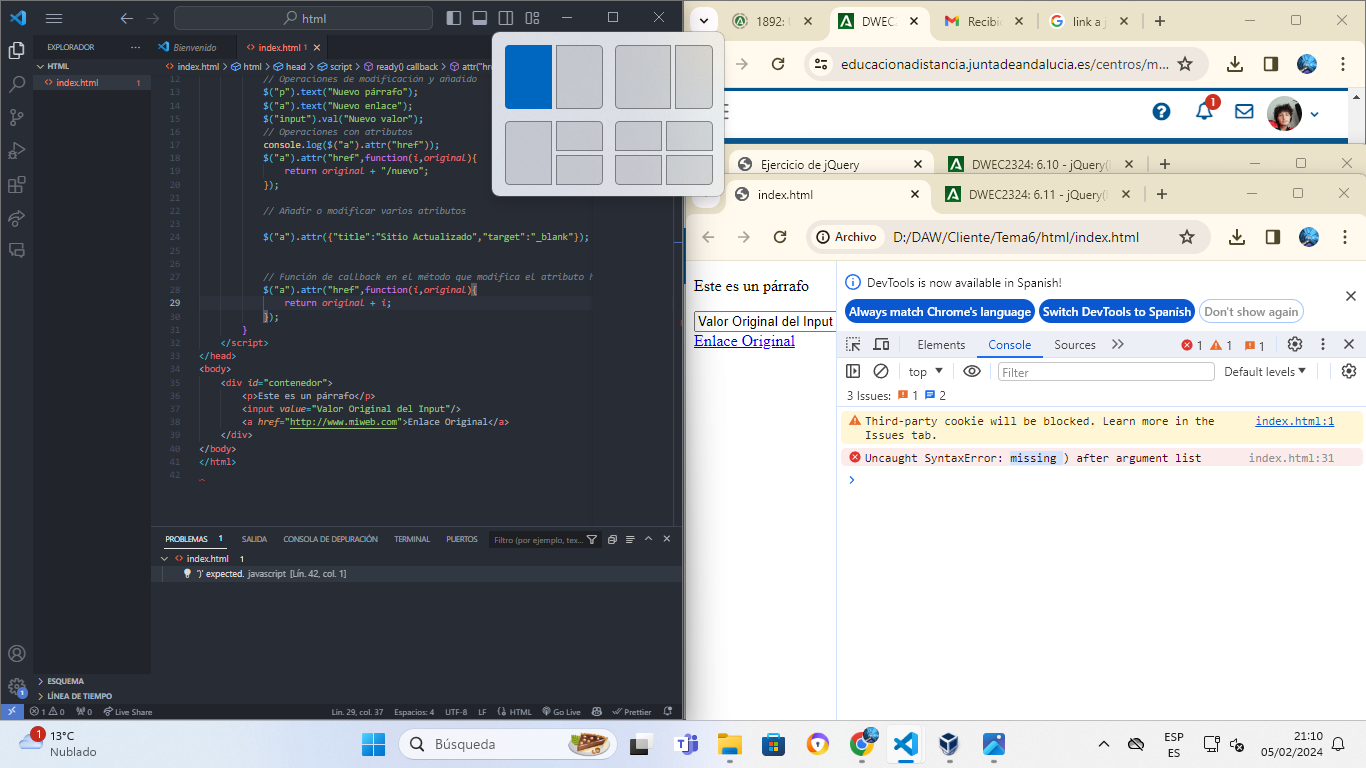 html
EXPLORADOR
HTML
index.html 1
Bienvenido
index.html 1
index.html > html > head > script > ready() callback > attr("hr
12 // Operaciones de modificación y añadido
13 $("p").text("Nuevo párrafo");
14 $("a").text("Nuevo enlace");
15 $("input").val("Nuevo valor");
16 // Operaciones con atributos
17 console.log($("a").attr("href"));
18 $("a").attr("href",function(i,original){
19 return original + "/nuevo";
20 });
21
22 // Añadir o modificar varios atributos
23
24 $("a").attr({"title":"Sitio Actualizado","target":"_blank"});
25
26
27 // Función de callback en el método que modifica el atributo h
28 $("a").attr("href",function(i,original){
29 return original + i;
30 });
31 }
32 </script>
33 </head>
34 <body>
35 <div id="contenedor">
36 <p>Este es un párrafo</p>
37 <input value="Valor Original del Input"/>
38 <a href="http://www.miweb.com">Enlace Original</a>
39 </div>
40 </body>
41 </html>
42
PROBLEMAS 1 SALIDA CONSOLA DE DEPURACIÓN TERMINAL PUERTOS Filtro (por ejemplo, tex...
index.html 1
')' expected. javascript [Lín. 42, col. 1]
ESQUEMA
LÍNEA DE TIEMPO
1
1 0 0 Live Share Lín. 29, col. 37 Espacios: 4 UTF-8 LF HTML Go Live Prettier
1892: DWEC2 Recibi link a j
educacionadistancia.juntadeandalucia.es/centros/m...
1
Ejercicio de jQuery DWEC2324: 6.10 - jQuery(
index.html DWEC2324: 6.11 - jQuery(
Archivo D:/DAW/Cliente/Tema6/html/index.html
Este es un párrafo
Valor Original del Input
Enlace Original
DevTools is now available in Spanish!
Always match Chrome's language Switch DevTools to Spanish Don't show again
Elements Console Sources 1 1 1
top Filter Default levels
3 Issues: 1 2
Third-party cookie will be blocked. Learn more in the index.html:1
Issues tab.
Uncaught SyntaxError: missing ) after argument list index.html:31
1 13°C
Nublado
Búsqueda
ESP
ES
21:10
05/02/2024